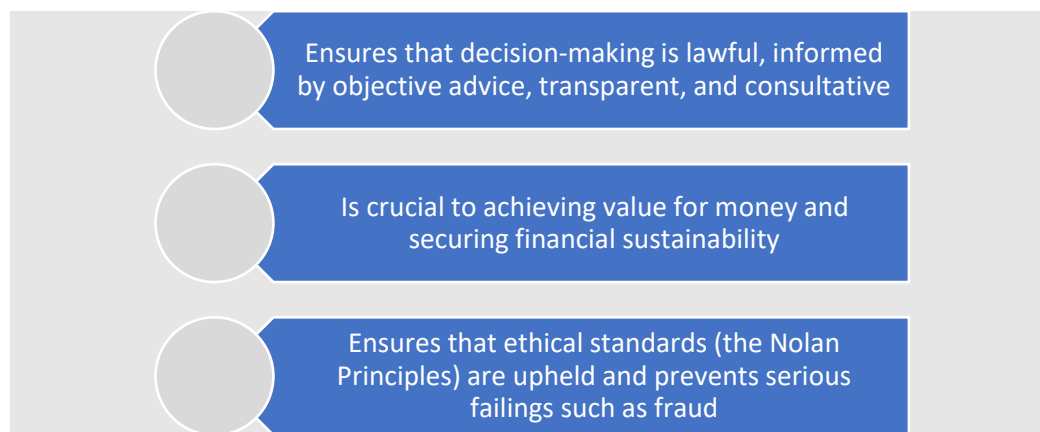 Ensures that decision-making is lawful, informed
by objective advice, transparent, and consultative
Is crucial to achieving value for money and
securing financial sustainability
Ensures that ethical standards (the Nolan
Principles) are upheld and prevents serious
failings such as fraud